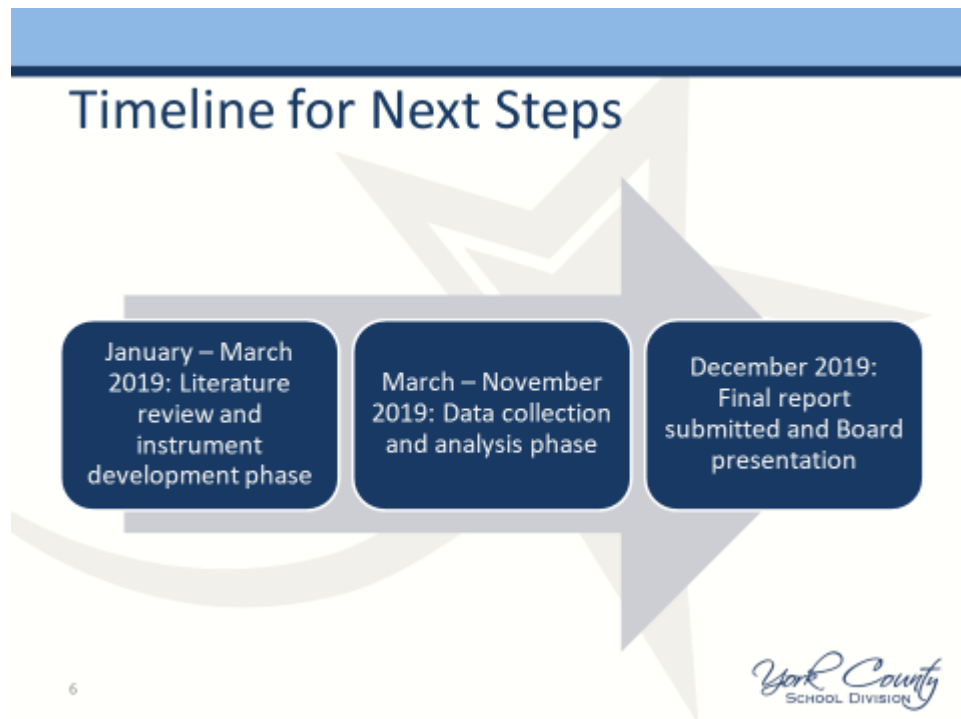 Timeline for Next Steps
January – March
2019: Literature
review and
instrument
development phase
March – November
2019: Data collection
and analysis phase
December 2019:
Final report
submitted and Board
presentation
6
York County
SCHOOL DIVISION